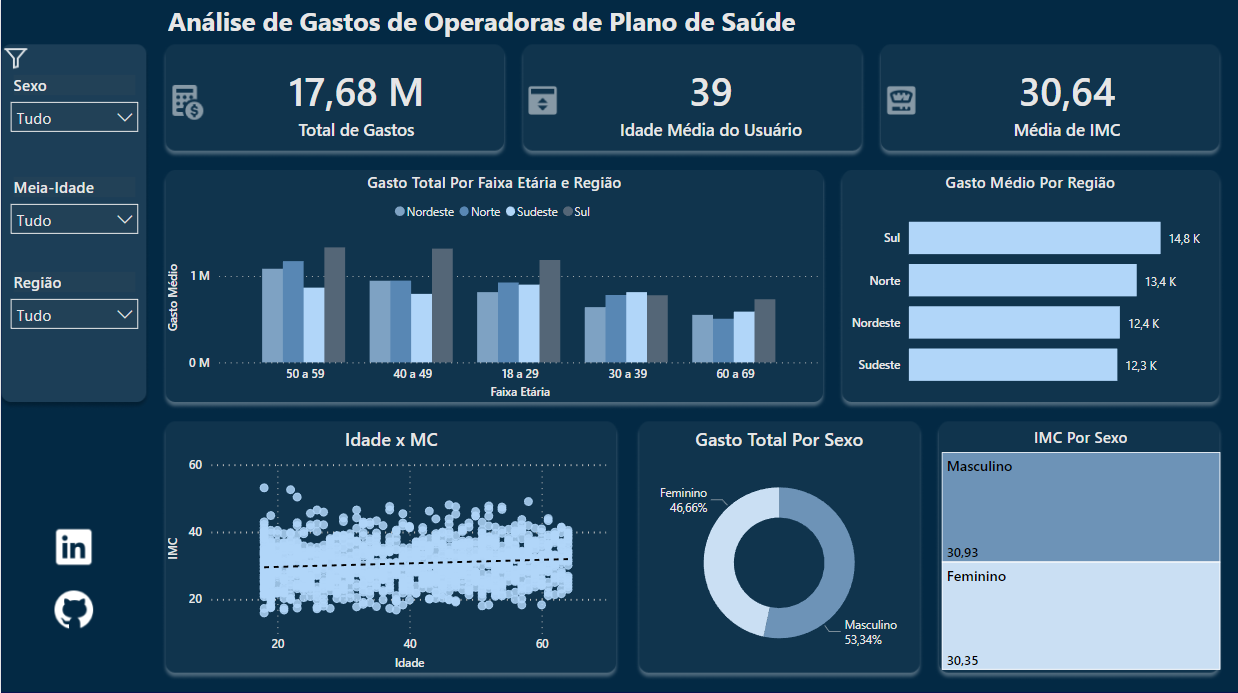 Análise de Gastos de Operadoras de Plano de Saúde
Sexo
Tudo
Meia-Idade
Tudo
Região
Tudo
17,68 M
Total de Gastos
39
Idade Média do Usuário
30,64
Média de IMC
Gasto Total Por Faixa Etária e Região
Nordeste Norte Sudeste Sul
Gasto Médio
1 M
0 M
50 a 59 40 a 49 18 a 29 30 a 39 60 a 69
Faixa Etária
Gasto Médio Por Região
Sul 14,8 K
Norte 13,4 K
Nordeste 12,4 K
Sudeste 12,3 K
in
Idade x MC
IMC
60
40
20
20 40 60
Idade
Gasto Total Por Sexo
Feminino
46,66%
Masculino
53,34%
IMC Por Sexo
Masculino
30,93
Feminino
30,35